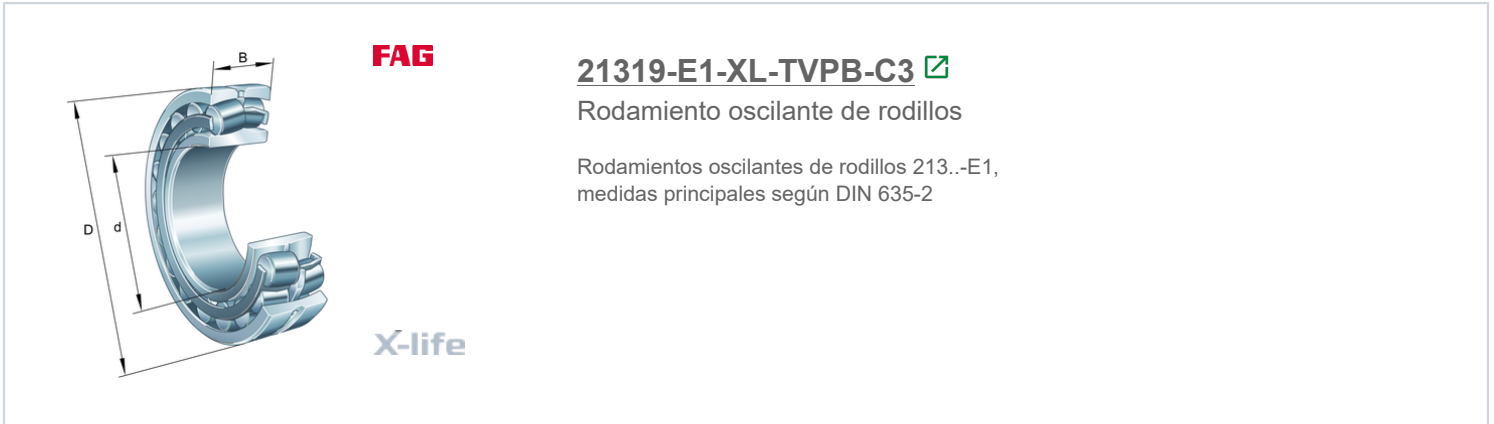 B
D
d
FAG
X-life
21319-E1-XL-TVPB-C3
Rodamiento oscilante de rodillos
Rodamientos oscilantes de rodillos 213..-E1,
medidas principales según DIN 635-2